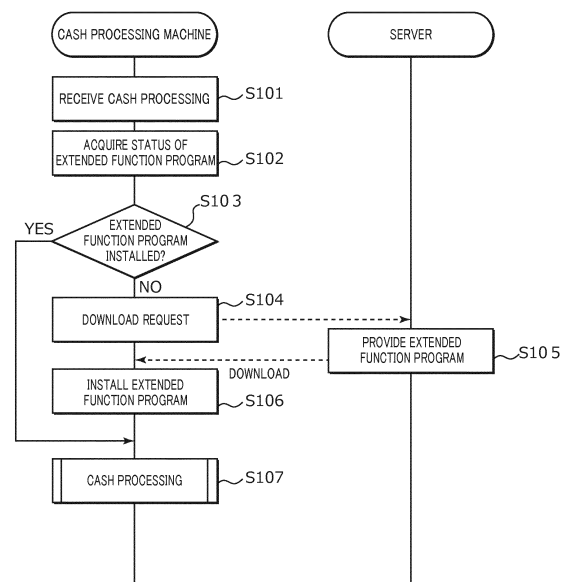 CASH PROCESSING MACHINE
SERVER
RECEIVE CASH PROCESSING
S101
ACQUIRE STATUS OF
EXTENDED FUNCTION PROGRAM
S102
S103
EXTENDED
FUNCTION PROGRAM
INSTALLED?
YES
NO
DOWNLOAD REQUEST
S104
PROVIDE EXTENDED
FUNCTION PROGRAM
S105
DOWNLOAD
INSTALL EXTENDED
FUNCTION PROGRAM
S106
CASH PROCESSING
S107